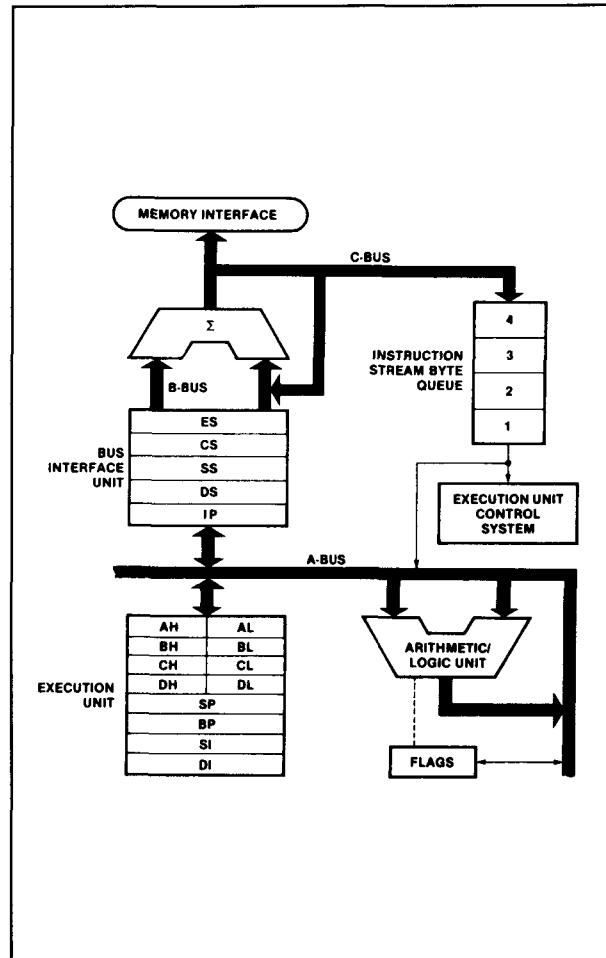 MEMORY INTERFACE
C-BUS
Σ
B-BUS
INSTRUCTION
STREAM BYTE
QUEUE
4
3
2
1
BUS
INTERFACE
UNIT
ES
CS
SS
DS
IP
EXECUTION UNIT
CONTROL
SYSTEM
A-BUS
EXECUTION
UNIT
AH AL
BH BL
CH CL
DH DL
SP
BP
SI
DI
ARITHMETIC/
LOGIC UNIT
FLAGS